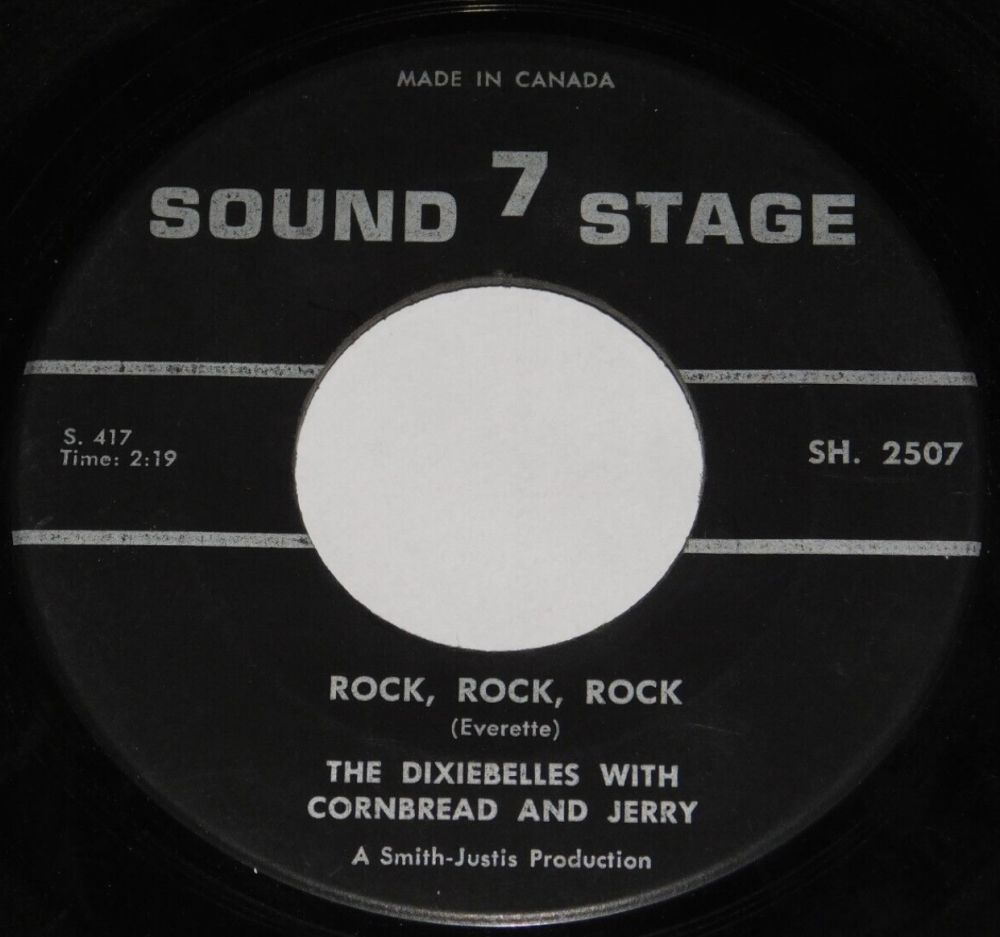 MADE IN CANADA
SOUND 7 STAGE
S. 417
Time: 2:19
SH. 2507
ROCK, ROCK, ROCK
(Everette)
THE DIXIEBELLES WITH
CORNBREAD AND JERRY
A Smith-Justis Production